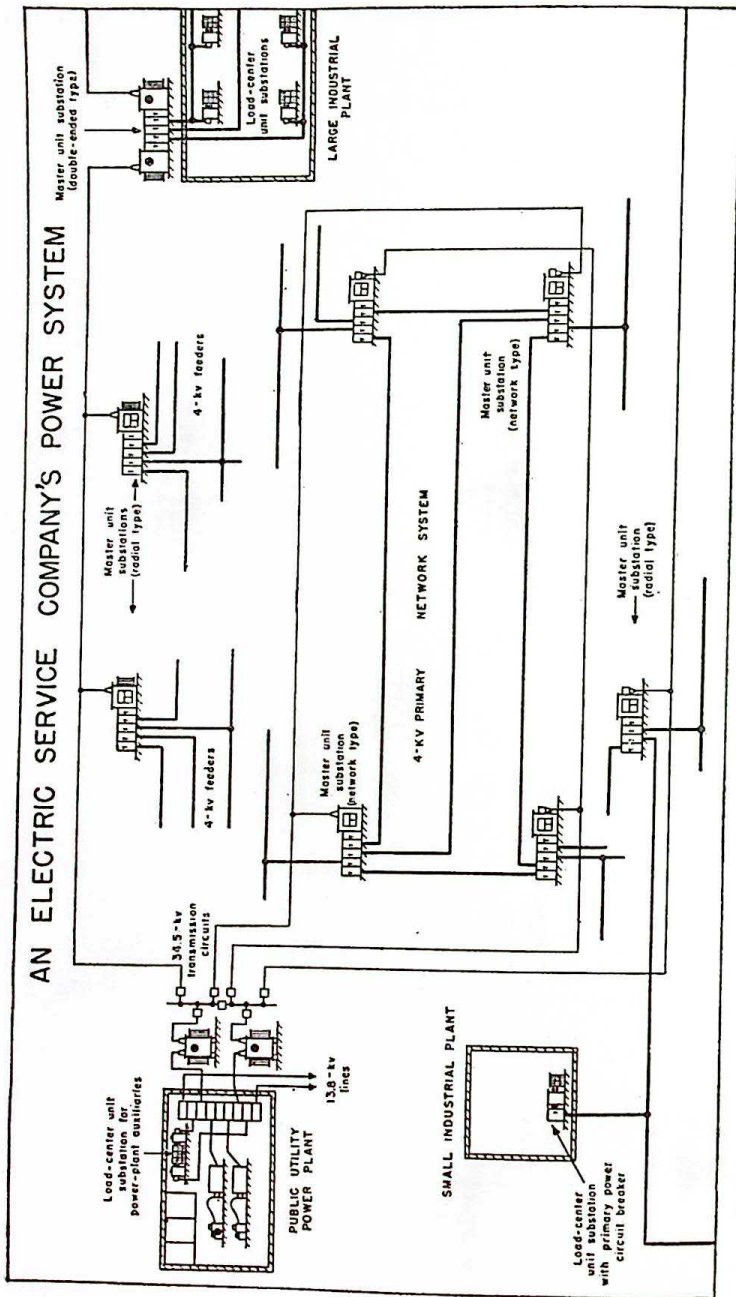 AN ELECTRIC SERVICE COMPANY'S POWER SYSTEM
Load-center unit
substation for
power-plant auxiliaries
PUBLIC UTILITY
POWER PLANT
13.8-kv
lines
34.5-kv
transmission
circuits
4-kv feeders
Master unit
substations
(radial type)
4-kv feeders
Master unit substation
(double-ended type)
Load-center
unit substations
LARGE INDUSTRIAL
PLANT
Master unit
substation
(network type)
4-KV PRIMARY NETWORK SYSTEM
Master unit
substation
(network type)
SMALL INDUSTRIAL PLANT
Load-center
unit substation
with primary power
circuit breaker
Master unit
substation
(radial type)